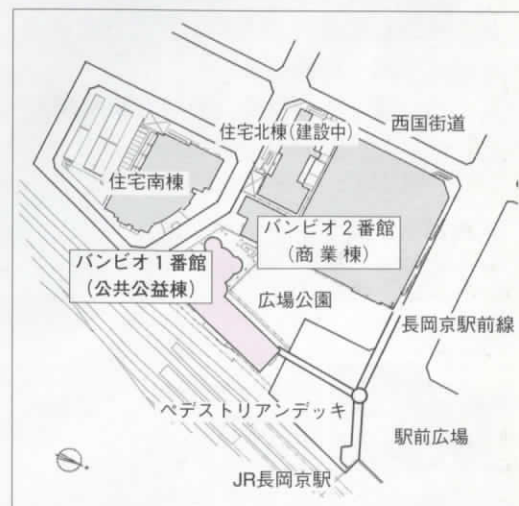 西国街道
住宅北棟(建設中)
住宅南棟
バンビオ2番館
(商業棟)
バンビオ1番館
(公共公益棟)
広場公園
長岡京駅前線
ペデストリアンデッキ
駅前広場
JR長岡京駅